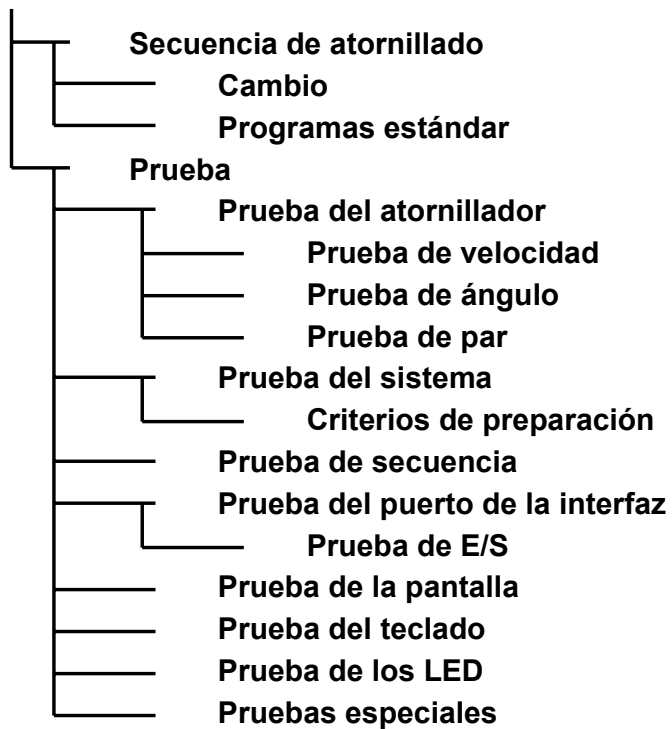 Secuencia de atornillado
Cambio
Programas estándar
Prueba
Prueba del atornillador
Prueba de velocidad
Prueba de ángulo
Prueba de par
Prueba del sistema
Criterios de preparación
Prueba de secuencia
Prueba del puerto de la interfaz
Prueba de E/S
Prueba de la pantalla
Prueba del teclado
Prueba de los LED
Pruebas especiales